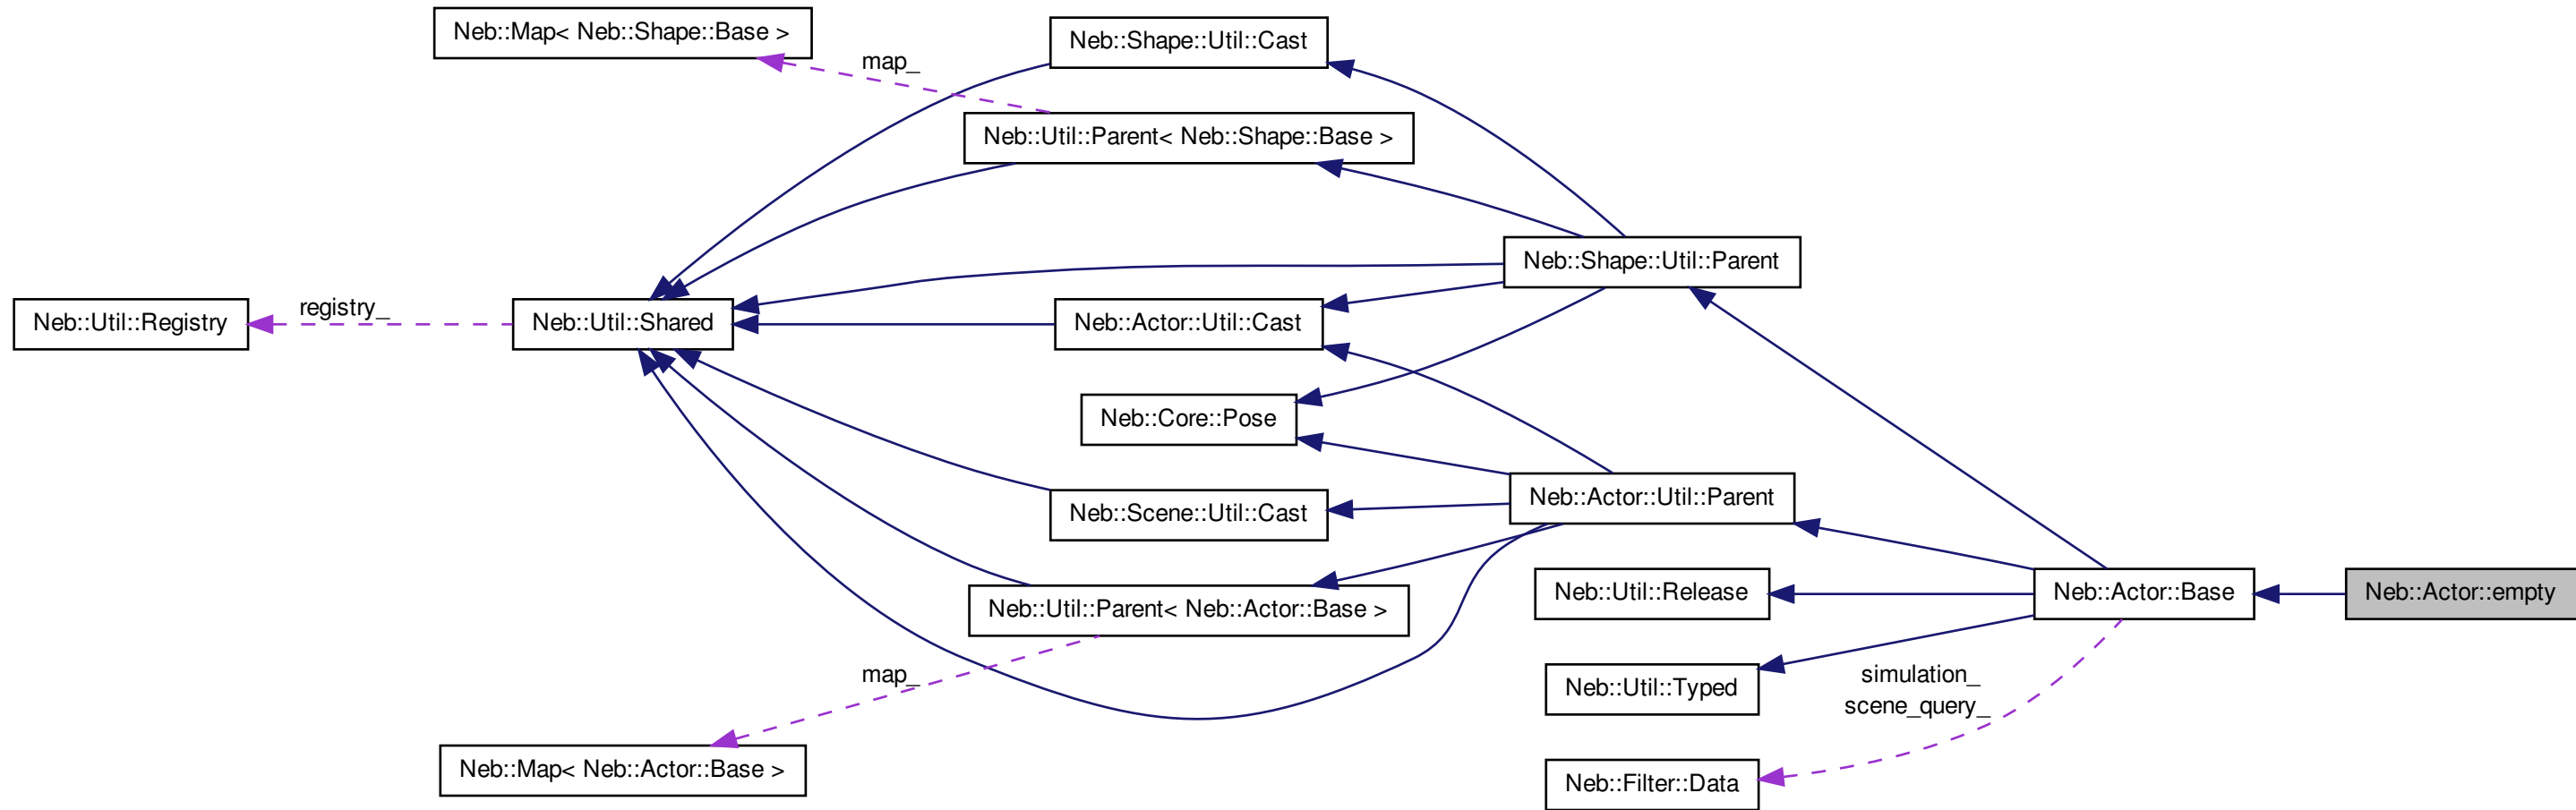 Neb::Map< Neb::Shape::Base >
Neb::Shape::Util::Cast
map_
Neb::Util::Parent< Neb::Shape::Base >
Neb::Shape::Util::Parent
Neb::Util::Registry
registry_
Neb::Util::Shared
Neb::Actor::Util::Cast
Neb::Core::Pose
Neb::Actor::Util::Parent
Neb::Scene::Util::Cast
Neb::Util::Release
Neb::Actor::Base
Neb::Actor::empty
Neb::Util::Parent< Neb::Actor::Base >
map_
simulation_
scene_query_
Neb::Util::Typed
Neb::Map< Neb::Actor::Base >
Neb::Filter::Data